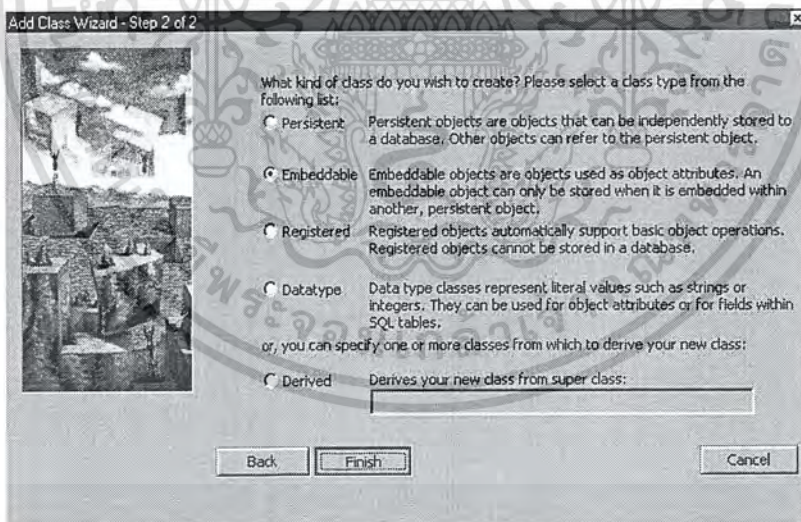 Add Class Wizard - Step 2 of 2
What kind of class do you wish to create? Please select a class type from the
following list:
Persistent Persistent objects are objects that can be independently stored to
a database. Other objects can refer to the persistent object.
Embeddable Embeddable objects are objects used as object attributes. An
embeddable object can only be stored when it is embedded within
another, persistent object.
Registered Registered objects automatically support basic object operations.
Registered objects cannot be stored in a database.
Datatype Data type classes represent literal values such as strings or
integers. They can be used for object attributes or for fields within
SQL tables.
or, you can specify one or more classes from which to derive your new class:
Derived Derives your new class from super class:
Back Finish Cancel